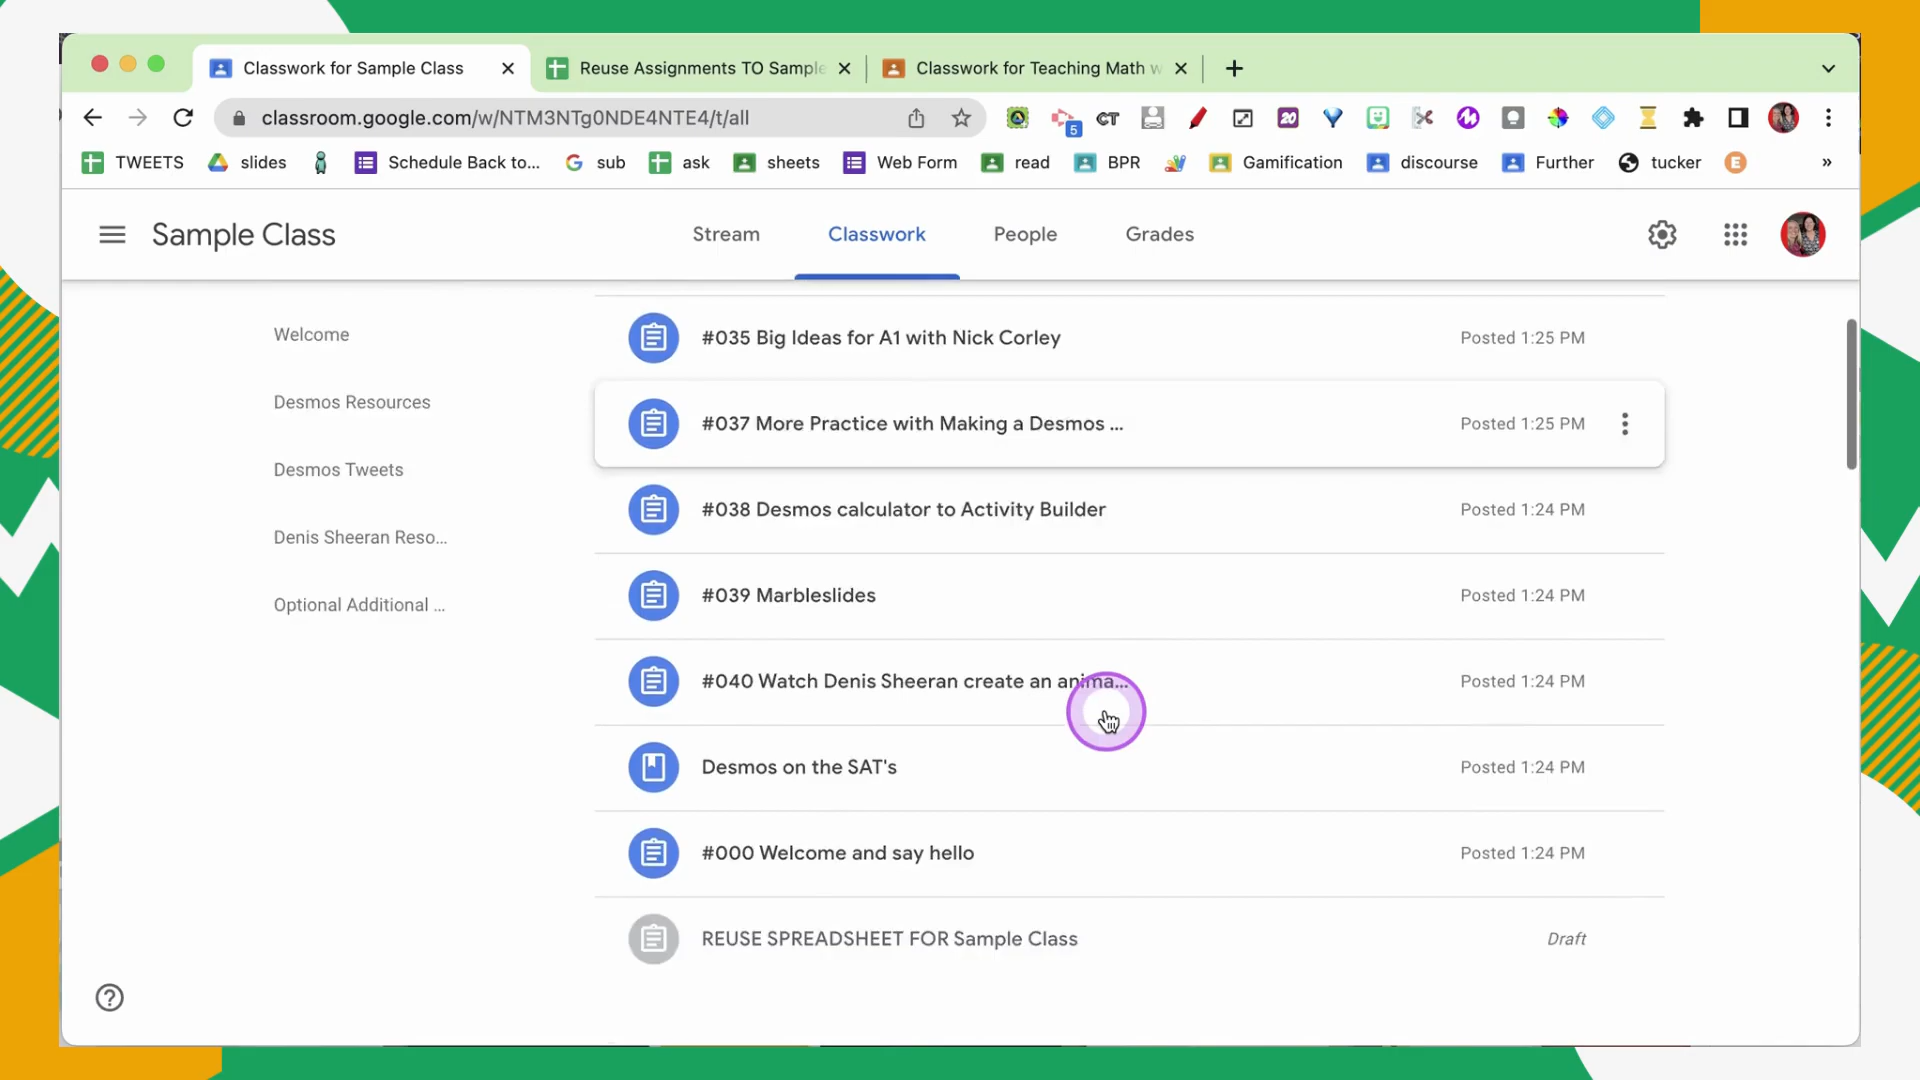 Classwork for Sample Class
Reuse Assignments TO Sample
Classwork for Teaching Math w
classroom.google.com/w/NTM3NTg0NDE4NTE4/t/all
5
CT
20
TWEETS
slides
Schedule Back to...
G sub
ask
sheets
Web Form
read
BPR
Gamification
discourse
Further
tucker
E
»
Sample Class
Stream
Classwork
People
Grades
Welcome
Desmos Resources
Desmos Tweets
Denis Sheeran Reso...
Optional Additional ...
#035 Big Ideas for A1 with Nick Corley Posted 1:25 PM
#037 More Practice with Making a Desmos ... Posted 1:25 PM
#038 Desmos calculator to Activity Builder Posted 1:24 PM
#039 Marbleslides Posted 1:24 PM
#040 Watch Denis Sheeran create an anima... Posted 1:24 PM
Desmos on the SAT's Posted 1:24 PM
#000 Welcome and say hello Posted 1:24 PM
REUSE SPREADSHEET FOR Sample Class Draft
?